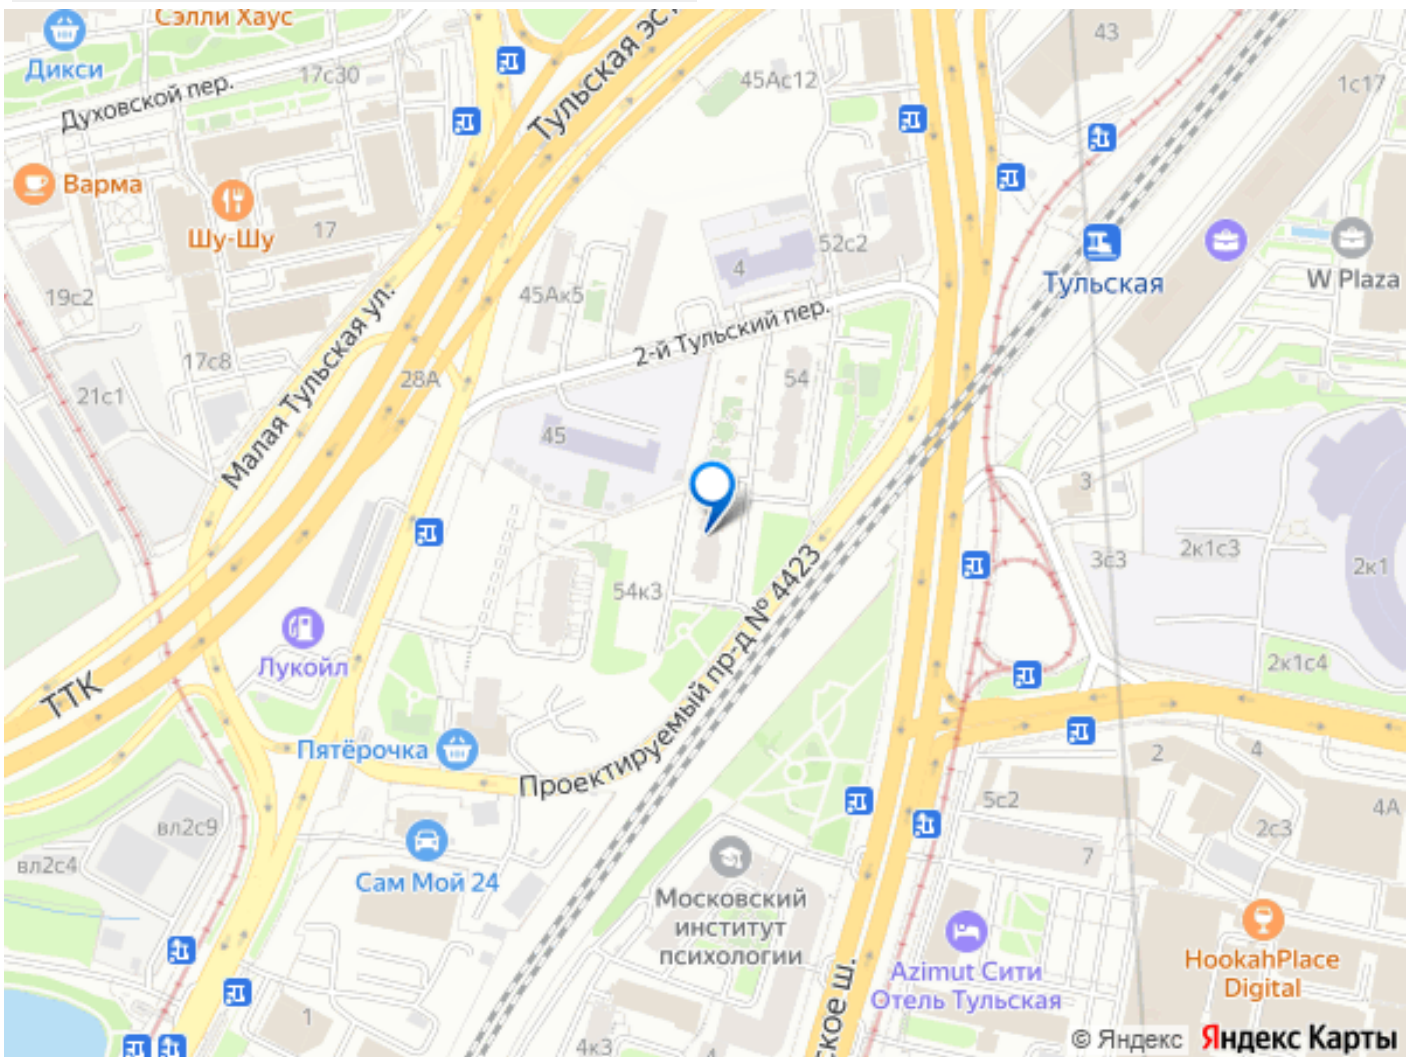 Сэлли Хаус
Дикси
17с30
Духовской пер.
Варма
Шу-Шу
17
19с2
17с8
21с1
Малая Тульская ул.
28А
Тульская эст
45Ас12
43
1с17
52с2
4
45Ак5
2-й Тульский пер.
54
45
Тульская
W Plaza
3
3с3
2к1с3
2к1
2к1с4
54к3
Лукойл
ТТК
Пятёрочка
Проектируемый пр-д № 4423
вл2с9
вл2с4
Сам Мой 24
Московский
институт
психологии
2
4
5с2
4А
2с3
7
Azimut Сити
Отель Тульская
HookahPlace
Digital
ское ш.
1
4к3
4
© Яндекс Яндекс Карты